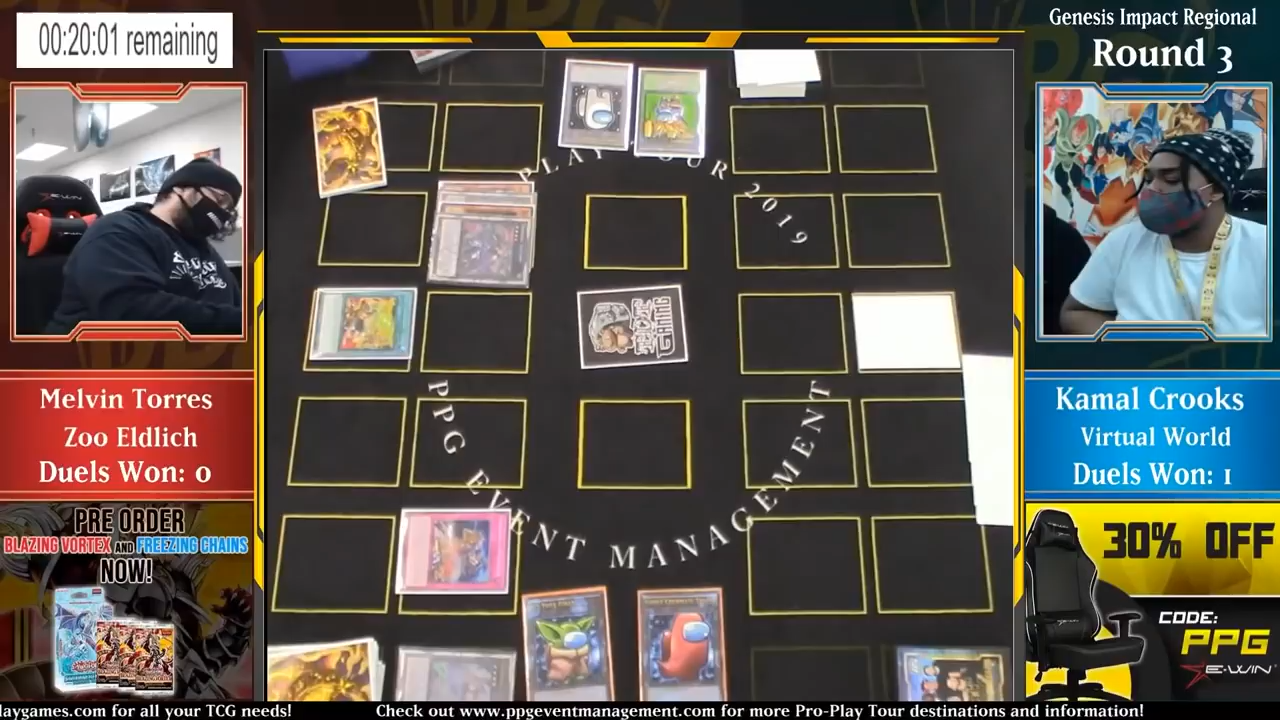 00:20:01 remaining
Genesis Impact Regional
Round 3
PLAY TOUR 2019
PPG EVENT MANAGEMENT
Melvin Torres
Zoo Eldlich
Duels Won: 0
Kamal Crooks
Virtual World
Duels Won: 1
PRE ORDER
BLAZING VORTEX AND FREEZING CHAINS
NOW!
30% OFF
CODE:
PPG
E-WIN
laygames.com for all your TCG needs!
Check out www.ppgeventmanagement.com for more Pro-Play Tour destinations and information!